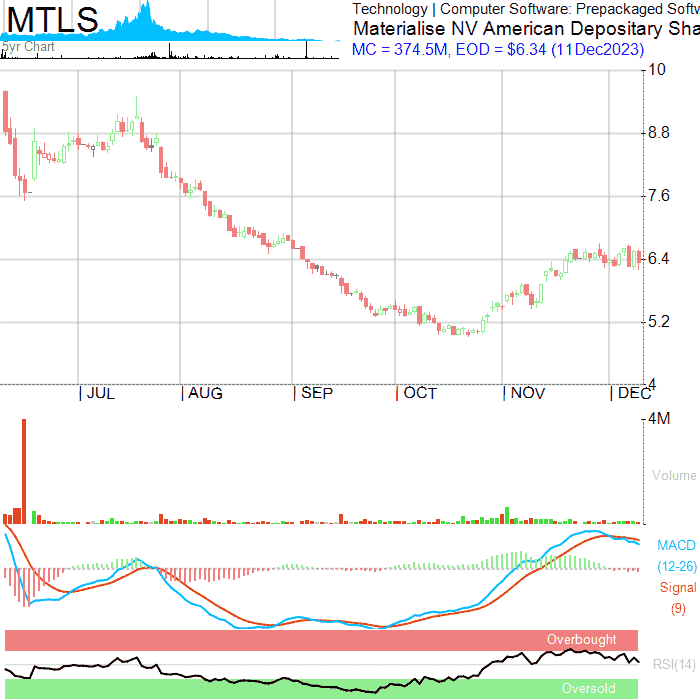 MTLS
5yr Chart
Technology | Computer Software: Prepackaged Softw
Materialise NV American Depositary Sha
MC = 374.5M, EOD = $6.34 (11Dec2023)
10
8.8
7.6
6.4
5.2
4
| JUL | AUG | SEP | OCT | NOV | DEC
4M
Volume
MACD
(12-26)
Signal
(9)
Overbought
RSI(14)
Oversold